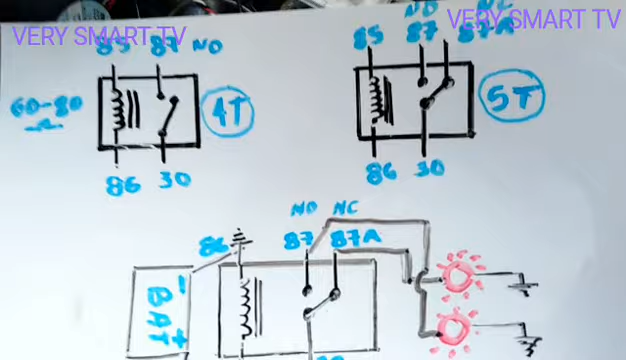 VERY SMART TV
VERY SMART TV
85 87 NO
60-80
4T
86 30
NO NC
85 87 87A
5T
86 30
NO NC
86 87 87A
- BAT +